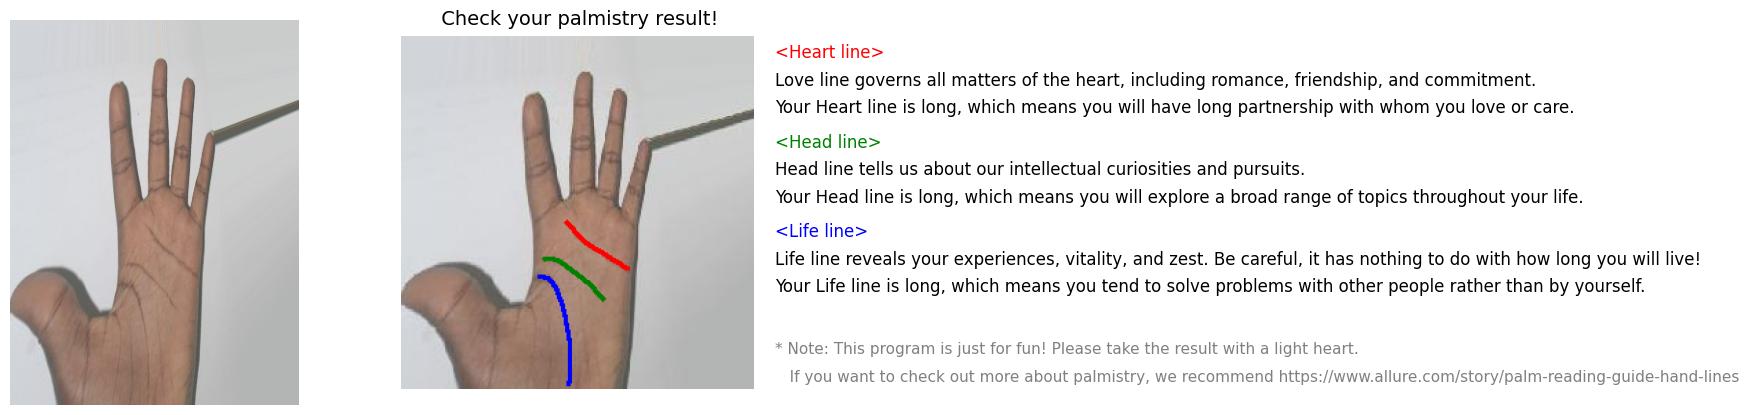 Check your palmistry result!
<Heart line>
Love line governs all matters of the heart, including romance, friendship, and commitment.
Your Heart line is long, which means you will have long partnership with whom you love or care.
<Head line>
Head line tells us about our intellectual curiosities and pursuits.
Your Head line is long, which means you will explore a broad range of topics throughout your life.
<Life line>
Life line reveals your experiences, vitality, and zest. Be careful, it has nothing to do with how long you will live!
Your Life line is long, which means you tend to solve problems with other people rather than by yourself.
* Note: This program is just for fun! Please take the result with a light heart.
If you want to check out more about palmistry, we recommend https://www.allure.com/story/palm-reading-guide-hand-lines